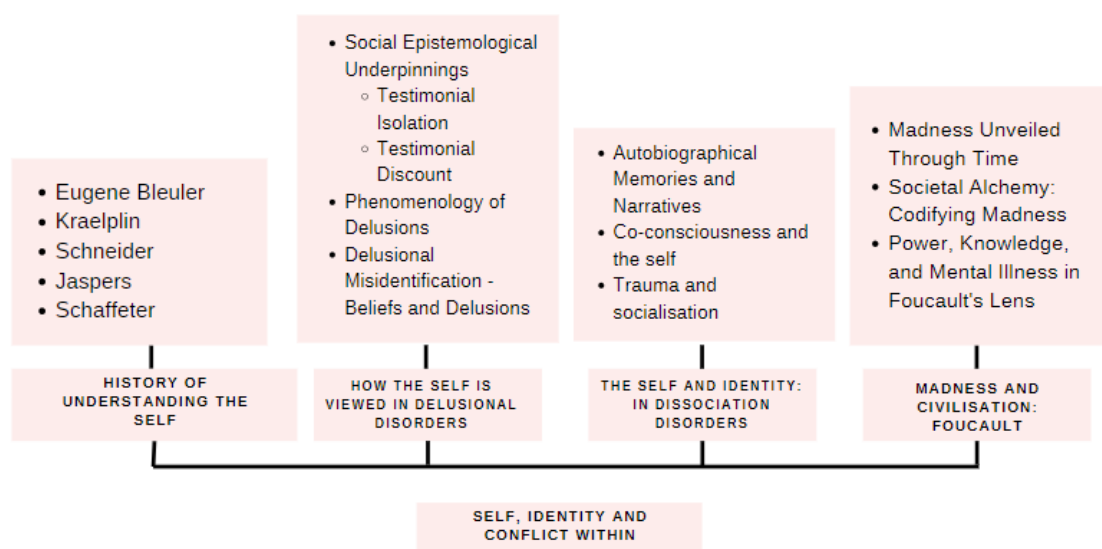 Eugene Bleuler
Kraelplin
Schneider
Jaspers
Schaffeter
HISTORY OF
UNDERSTANDING THE
SELF
Social Epistemological
Underpinnings
Testimonial
Isolation
Testimonial
Discount
Phenomenology of
Delusions
Delusional
Misidentification -
Beliefs and Delusions
HOW THE SELF IS
VIEWED IN DELUSIONAL
DISORDERS
Autobiographical
Memories and
Narratives
Co-consciousness and
the self
Trauma and
socialisation
THE SELF AND IDENTITY:
IN DISSOCIATION
DISORDERS
Madness Unveiled
Through Time
Societal Alchemy:
Codifying Madness
Power, Knowledge,
and Mental Illness in
Foucault's Lens
MADNESS AND
CIVILISATION:
FOUCAULT
SELF, IDENTITY AND
CONFLICT WITHIN